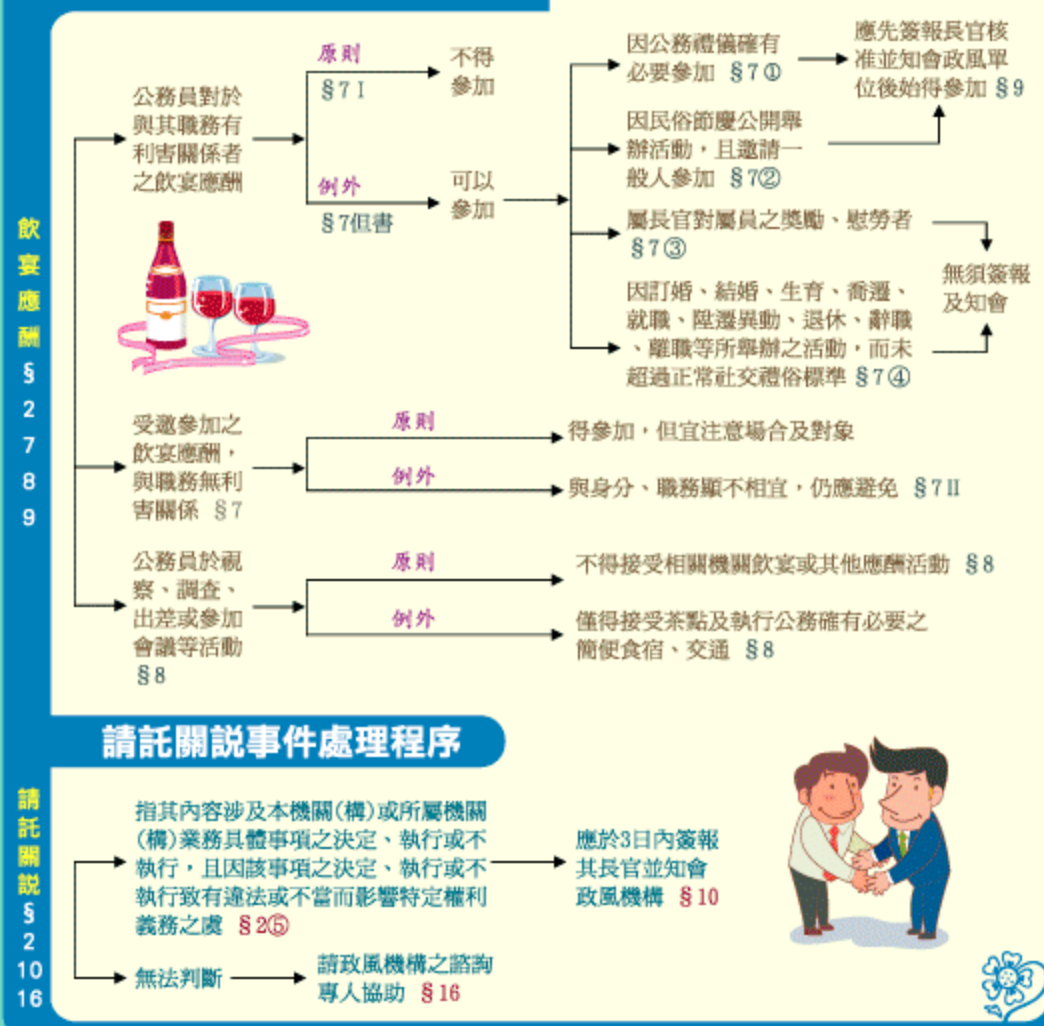 飲宴應酬§2789
公務員對於
與其職務有
利害關係者
之飲宴應酬
原則
§7Ⅰ
不得
參加
例外
§7但書
可以
參加
因公務禮儀確有
必要參加 §7①
因民俗節慶公開舉
辦活動，且邀請一
般人參加 §7②
應先簽報長官核
准並知會政風單
位後始得參加 §9
屬長官對屬員之獎勵、慰勞者
§7③
因訂婚、結婚、生育、喬遷、
就職、陞遷異動、退休、辭職
、離職等所舉辦之活動，而未
超過正常社交禮俗標準 §7④
無須簽報
及知會
受邀參加之
飲宴應酬，
與職務無利
害關係 §7
原則
得參加，但宜注意場合及對象
例外
與身分、職務顯不相宜，仍應避免 §7Ⅱ
公務員於視
察、調查、
出差或參加
會議等活動
§8
原則
不得接受相關機關飲宴或其他應酬活動 §8
例外
僅得接受茶點及執行公務確有必要之
簡便食宿、交通 §8
請託關説事件處理程序
請託關説§21016
指其內容涉及本機關(構)或所屬機關
(構)業務具體事項之決定、執行或不
執行，且因該事項之決定、執行或不
執行致有違法或不當而影響特定權利
義務之虞 §2⑤
應於3日內簽報
其長官並知會
政風機構 §10
無法判斷
請政風機構之諮詢
專人協助 §16